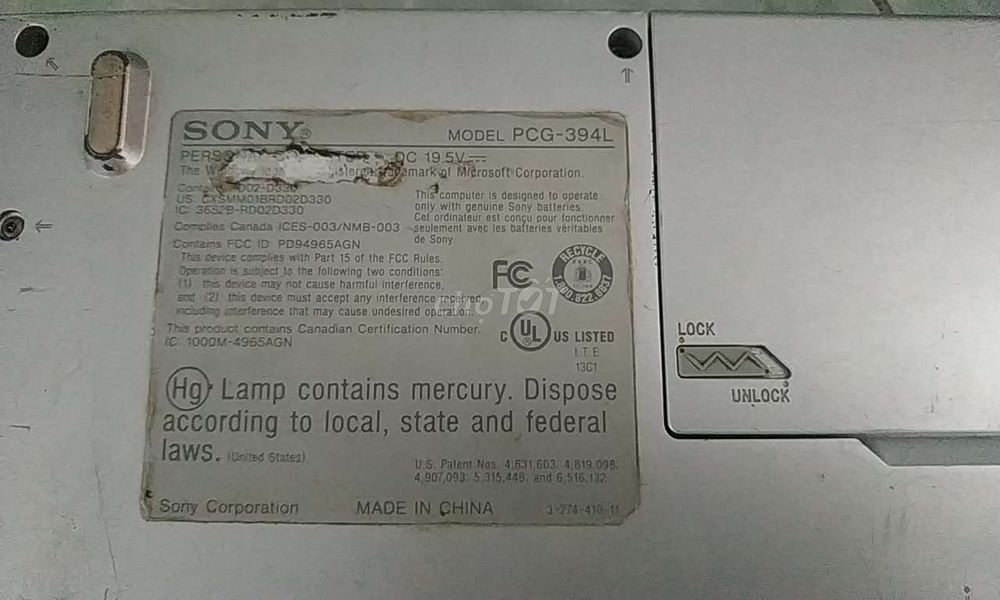 SONY®
MODEL PCG-394L
DC 19.5V
The of Microsoft Corporation.
US: CXSMM01BRD02D330
IC: 3652B-RD02D330
Complies Canada ICES-003/NMB-003
Contains FCC ID: PD94965AGN
This device complies with Part 15 of the FCC Rules.
Operation is subject to the following two conditions:
(1) this device may not cause harmful interference,
and (2) this device must accept any interference received,
including interference that may cause undesired operation.
This product contains Canadian Certification Number.
IC: 1000M-4965AGN
This computer is designed to operate
only with genuine Sony batteries.
Cet ordinateur est conçu pour fonctionner
seulement avec les batteries véritables
de Sony.
FC
RECYCLE
1.800.822.8837
C UL US LISTED
I.T.E.
13C1
Hg Lamp contains mercury. Dispose
according to local, state and federal
laws. (United States)
U.S. Patent Nos. 4,631,603; 4,819,098;
4,907,093; 5,315,448; and 6,516,132.
Sony Corporation
MADE IN CHINA
3-274-410-11
LOCK
UNLOCK
chợTỐT